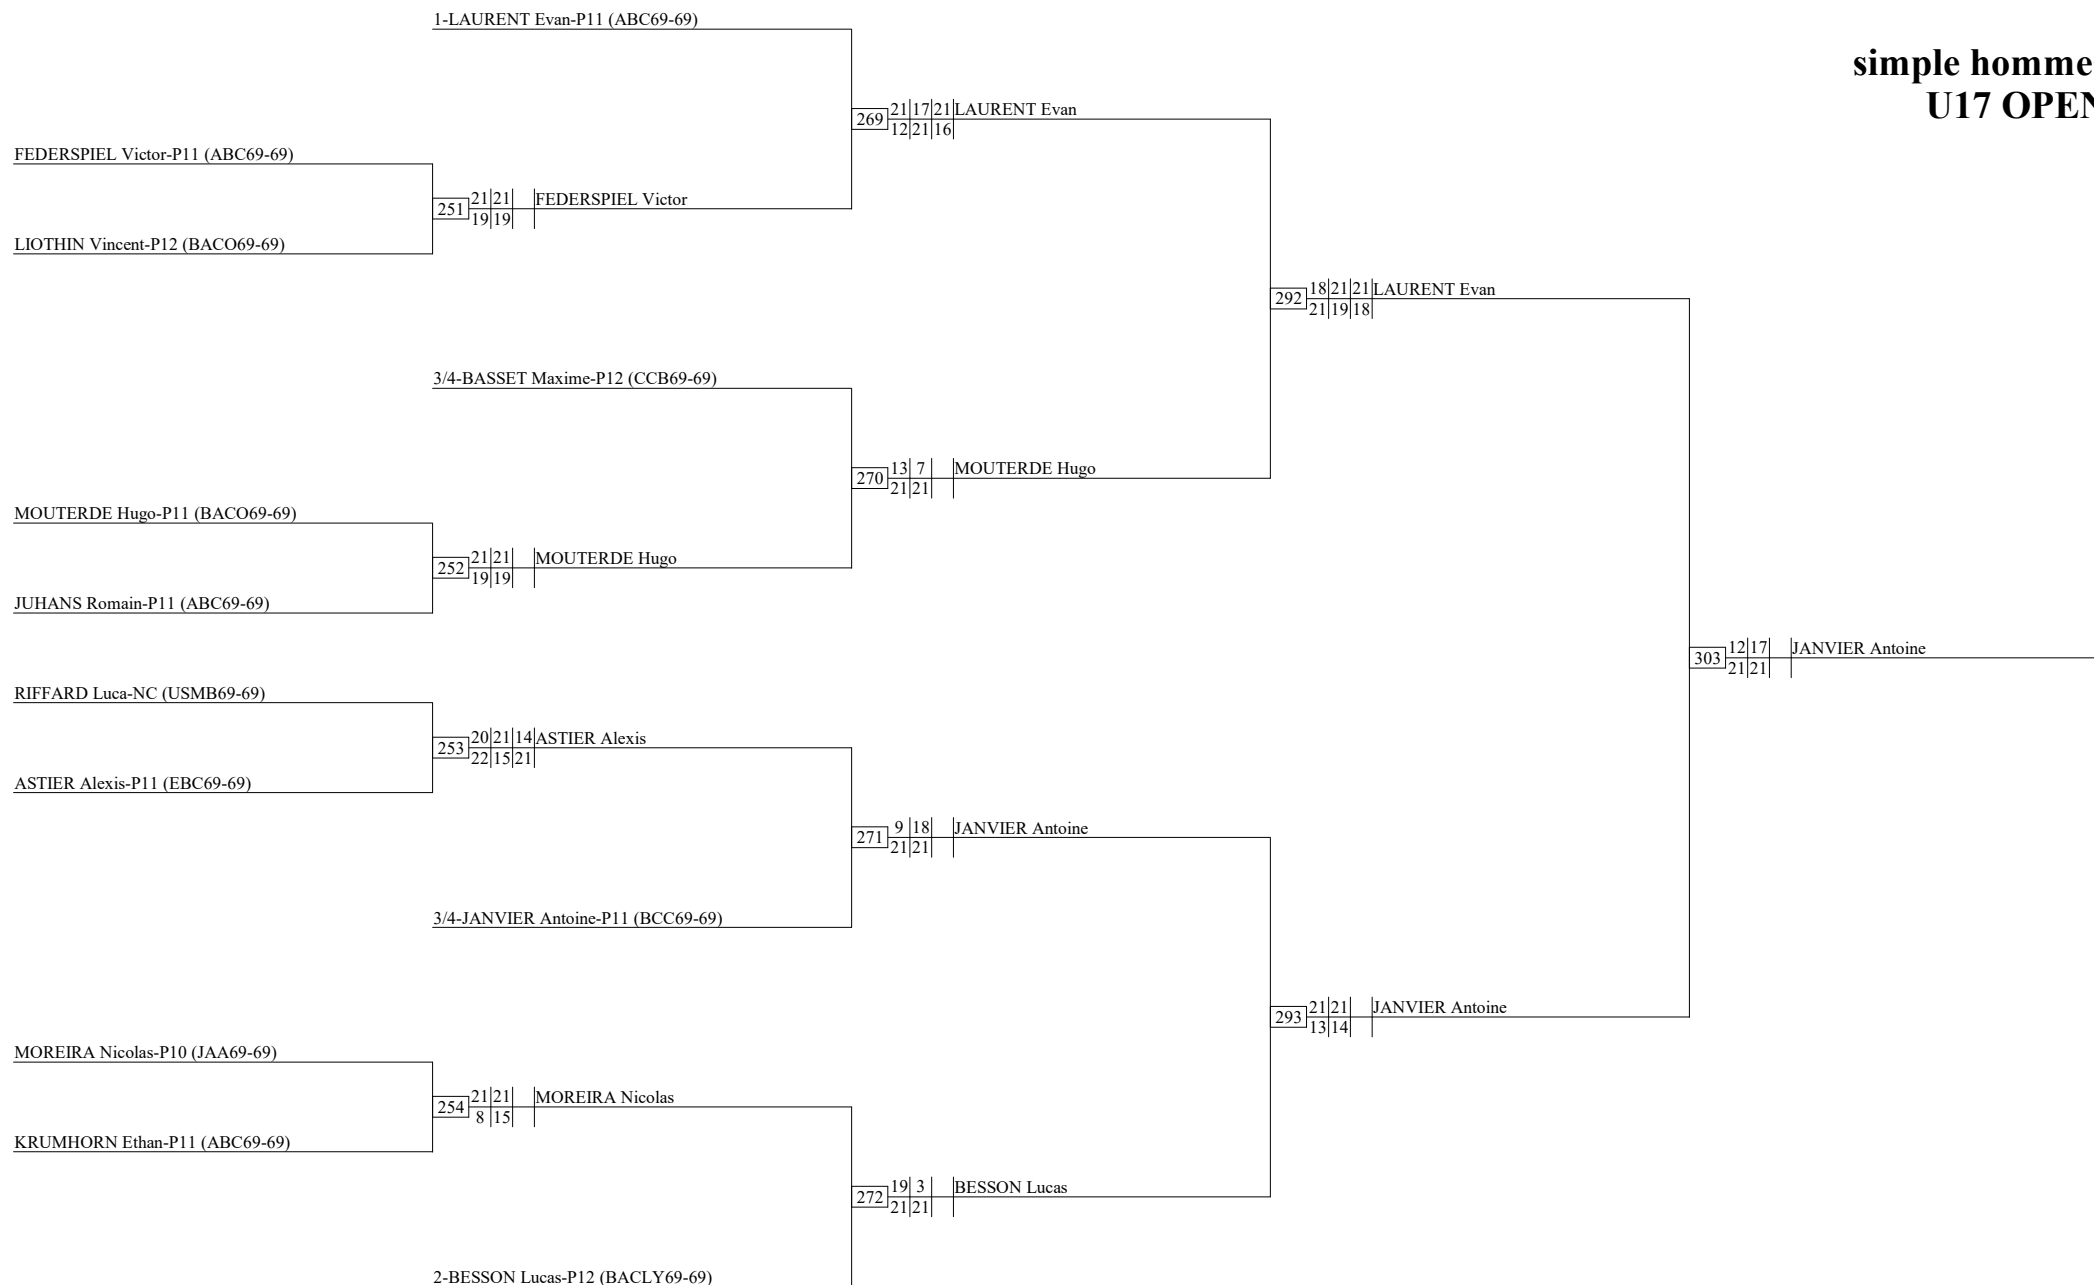 1-LAURENT Evan-P11 (ABC69-69)
simple homme
U17 OPEN
269 21 17 21 LAURENT Evan
12 21 16
FEDERSPIEL Victor-P11 (ABC69-69)
251 21 21 FEDERSPIEL Victor
19 19
LIOTHIN Vincent-P12 (BACO69-69)
292 18 21 21 LAURENT Evan
21 19 18
3/4-BASSET Maxime-P12 (CCB69-69)
270 13 7 MOUTERDE Hugo
21 21
MOUTERDE Hugo-P11 (BACO69-69)
252 21 21 MOUTERDE Hugo
19 19
JUHANS Romain-P11 (ABC69-69)
303 12 17 JANVIER Antoine
21 21
RIFFARD Luca-NC (USMB69-69)
253 20 21 14 ASTIER Alexis
22 15 21
ASTIER Alexis-P11 (EBC69-69)
271 9 18 JANVIER Antoine
21 21
3/4-JANVIER Antoine-P11 (BCC69-69)
293 21 21 JANVIER Antoine
13 14
MOREIRA Nicolas-P10 (JAA69-69)
254 21 21 MOREIRA Nicolas
8 15
KRUMHORN Ethan-P11 (ABC69-69)
272 19 3 BESSON Lucas
21 21
2-BESSON Lucas-P12 (BACLY69-69)